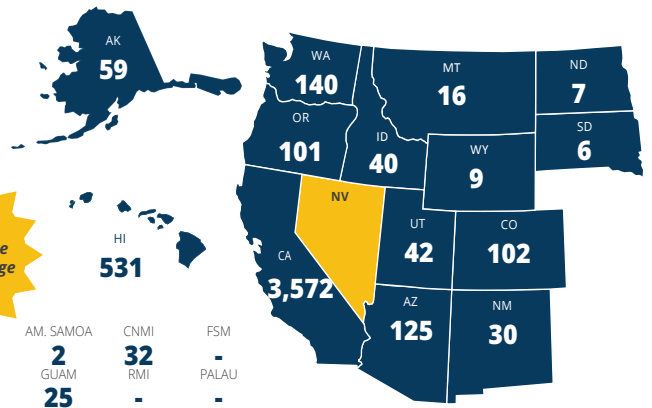 AK
59
WA
140
MT
16
ND
7
OR
101
ID
40
SD
6
WY
9
NV
HI
531
UT
42
CO
102
CA
3,572
AZ
125
NM
30
AM. SAMOA CNMI FSM
2 32 -
GUAM RMI PALAU
25 - -